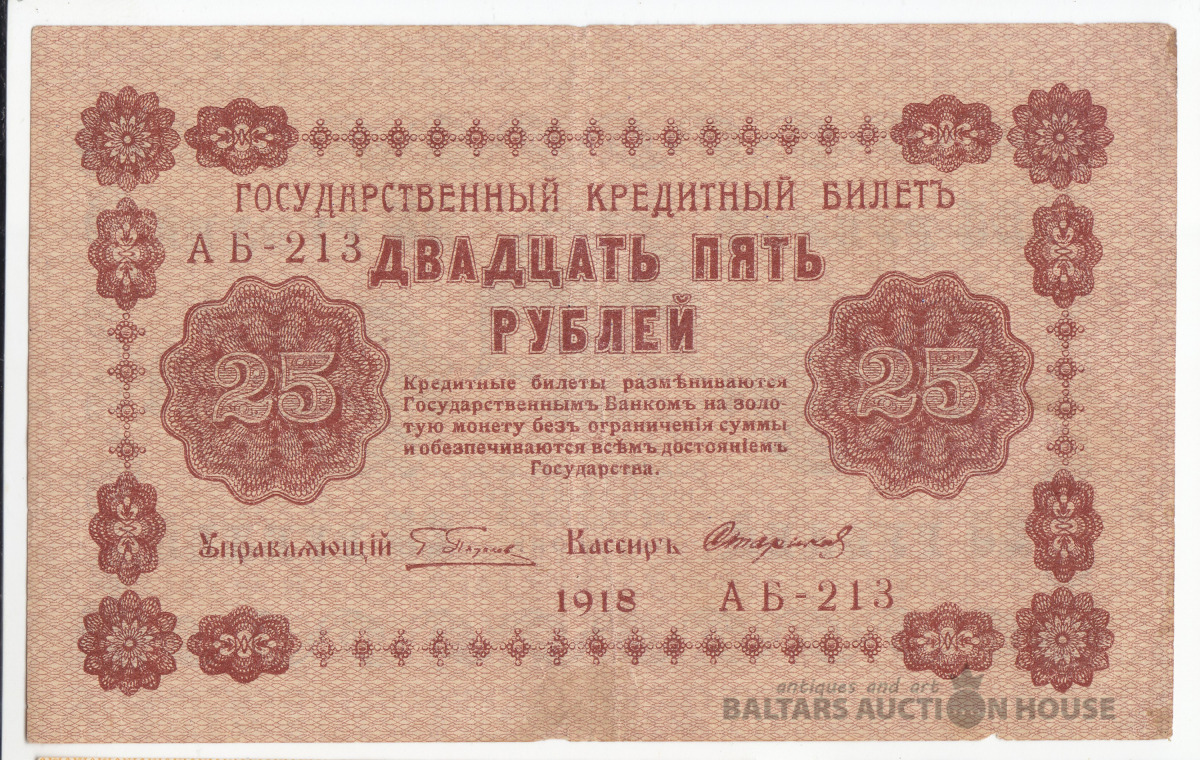 ГОСУДАРСТВЕННЫЙ КРЕДИТНЫЙ БИЛЕТЪ
АБ-213 ДВАДЦАТЬ ПЯТЬ
РУБЛЕЙ
25
25
Кредитные билеты размѣниваются
Государственнымъ Банкомъ на золо-
тую монету безъ ограниченія суммы
и обезпечиваются всѣмъ достояніемъ
Государства.
Управляющій Кассиръ
1918 АБ-213
antiques and art
BALTARS AUCTION HOUSE